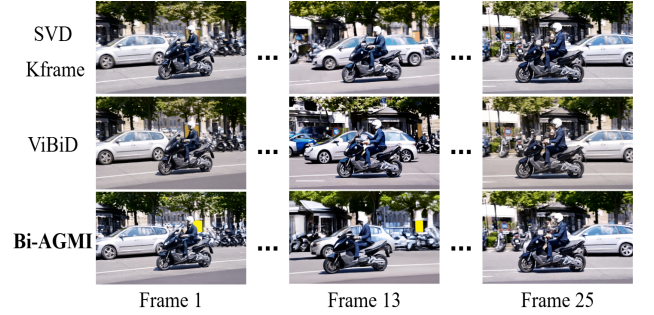 SVD
Kframe
... ...
ViBiD
... ...
Bi-AGMI
... ...
Frame 1 Frame 13 Frame 25